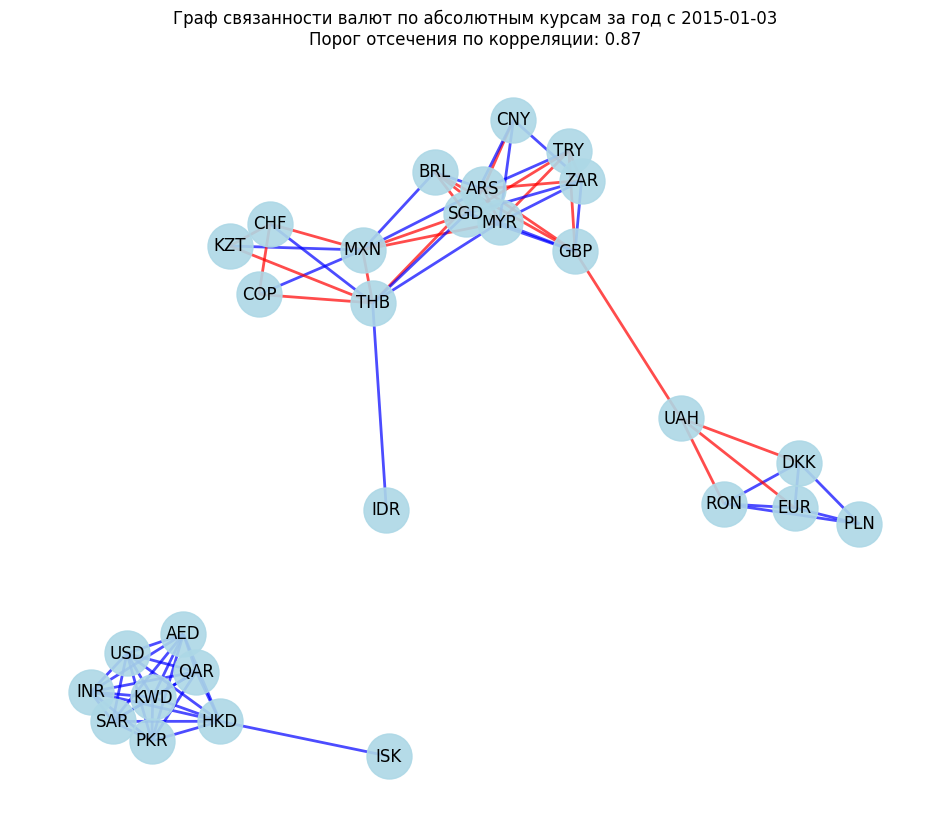 Граф связанности валют по абсолютным курсам за год с 2015-01-03
Порог отсечения по корреляции: 0.87
CNY
TRY
BRL
ZAR
ARS
SGD
MYR
CHF
KZT
MXN
GBP
COP
THB
UAH
DKK
RON
EUR
IDR
PLN
AED
USD
QAR
INR
KWD
SAR
HKD
PKR
ISK